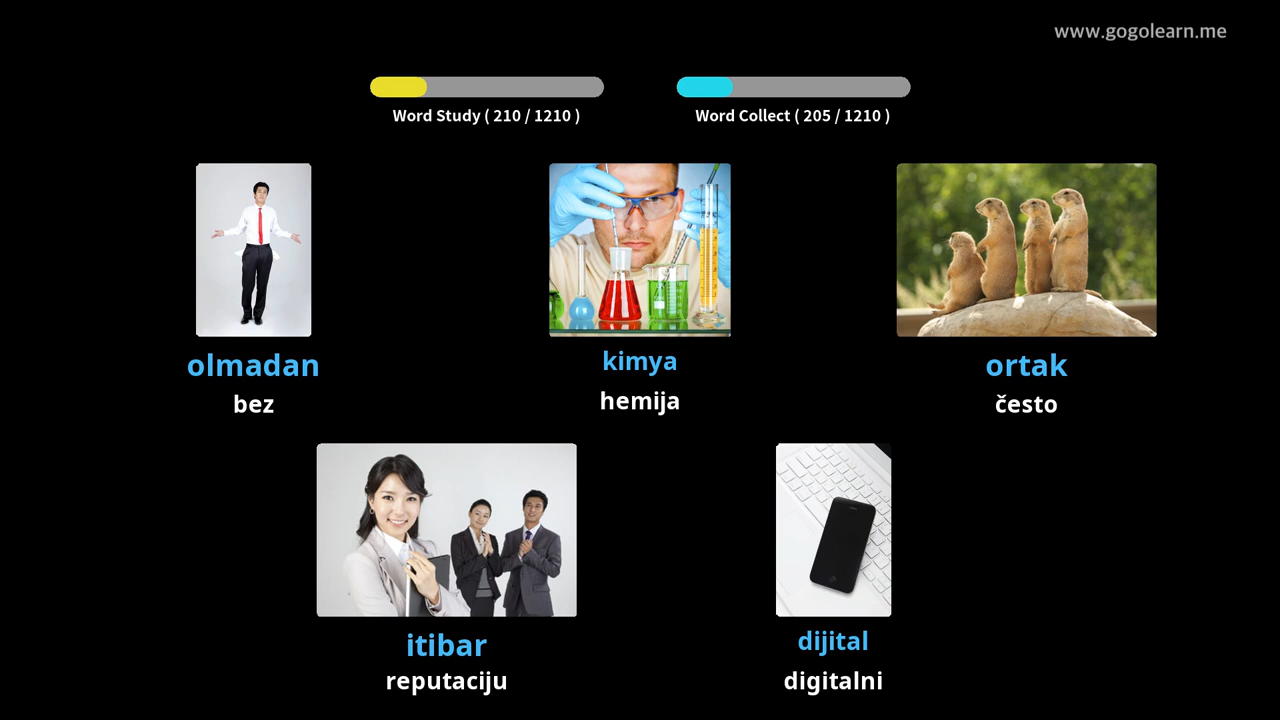 www.gogolearn.me
Word Study ( 210 / 1210 )
Word Collect ( 205 / 1210 )
olmadan
bez
kimya
hemija
ortak
često
itibar
reputaciju
dijital
digitalni